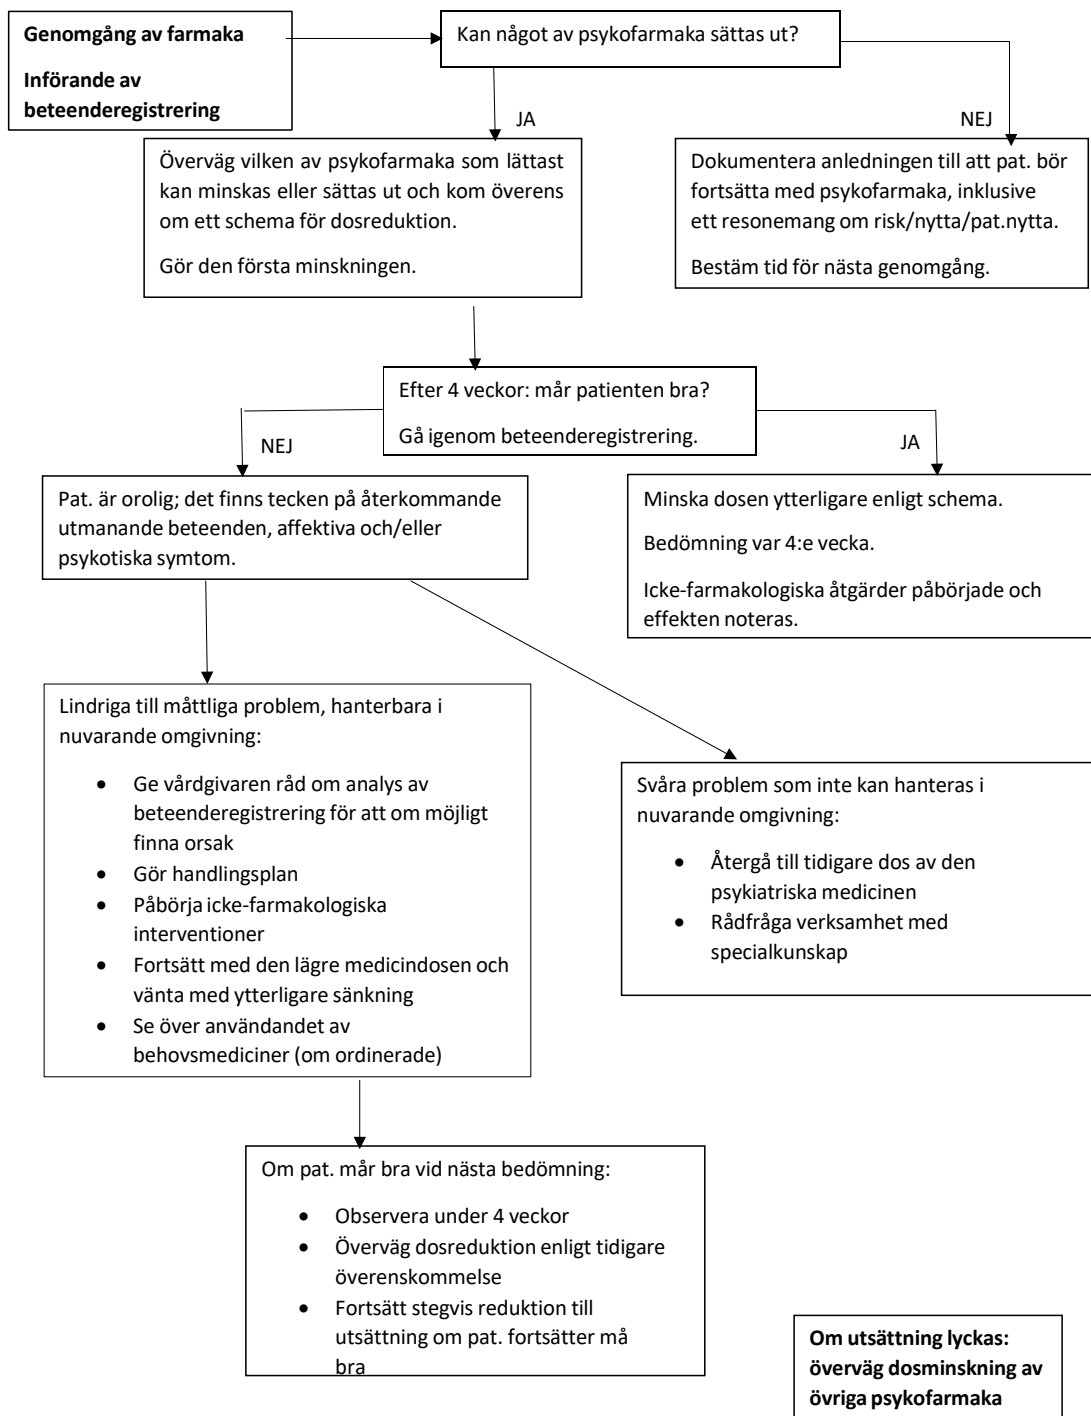 Genomgång av farmaka
Införande av
beteenderegistrering
Kan något av psykofarmaka sättas ut?
JA
NEJ
Överväg vilken av psykofarmaka som lättast
kan minskas eller sättas ut och kom överens
om ett schema för dosreduktion.
Gör den första minskningen.
Dokumentera anledningen till att pat. bör
fortsätta med psykofarmaka, inklusive
ett resonemang om risk/nytta/pat.nytta.
Bestäm tid för nästa genomgång.
Efter 4 veckor: mår patienten bra?
Gå igenom beteenderegistrering.
NEJ
JA
Pat. är orolig; det finns tecken på återkommande
utmanande beteenden, affektiva och/eller
psykotiska symtom.
Minska dosen ytterligare enligt schema.
Bedömning var 4:e vecka.
Icke-farmakologiska åtgärder påbörjade och
effekten noteras.
Lindriga till måttliga problem, hanterbara i
nuvarande omgivning:
• Ge vårdgivaren råd om analys av
beteenderegistrering för att om möjligt
finna orsak
• Gör handlingsplan
• Påbörja icke-farmakologiska
interventioner
• Fortsätt med den lägre medicindosen och
vänta med ytterligare sänkning
• Se över användandet av
behovsmediciner (om ordinerade)
Svåra problem som inte kan hanteras i
nuvarande omgivning:
• Återgå till tidigare dos av den
psykiatriska medicinen
• Rådfråga verksamhet med
specialkunskap
Om pat. mår bra vid nästa bedömning:
• Observera under 4 veckor
• Överväg dosreduktion enligt tidigare
överenskommelse
• Fortsätt stegvis reduktion till
utsättning om pat. fortsätter må
bra
Om utsättning lyckas:
överväg dosminskning av
övriga psykofarmaka